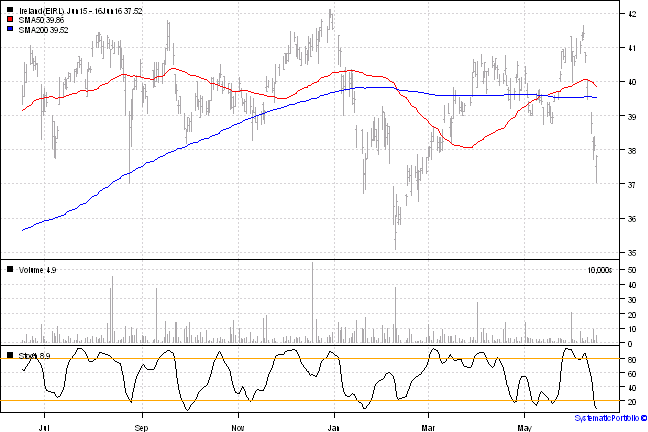 Ireland(EIRL) Jun15 - 16Jun16 37.52
SMA50 39.86
SMA200 39.52
42
41
40
39
38
37
36
35
Volume 4.9
10,000s
50
40
30
20
10
0
Stoch 8.9
80
60
40
20
Jul
Sep
Nov
Jan
Mar
May
SystematicPortfolio ©